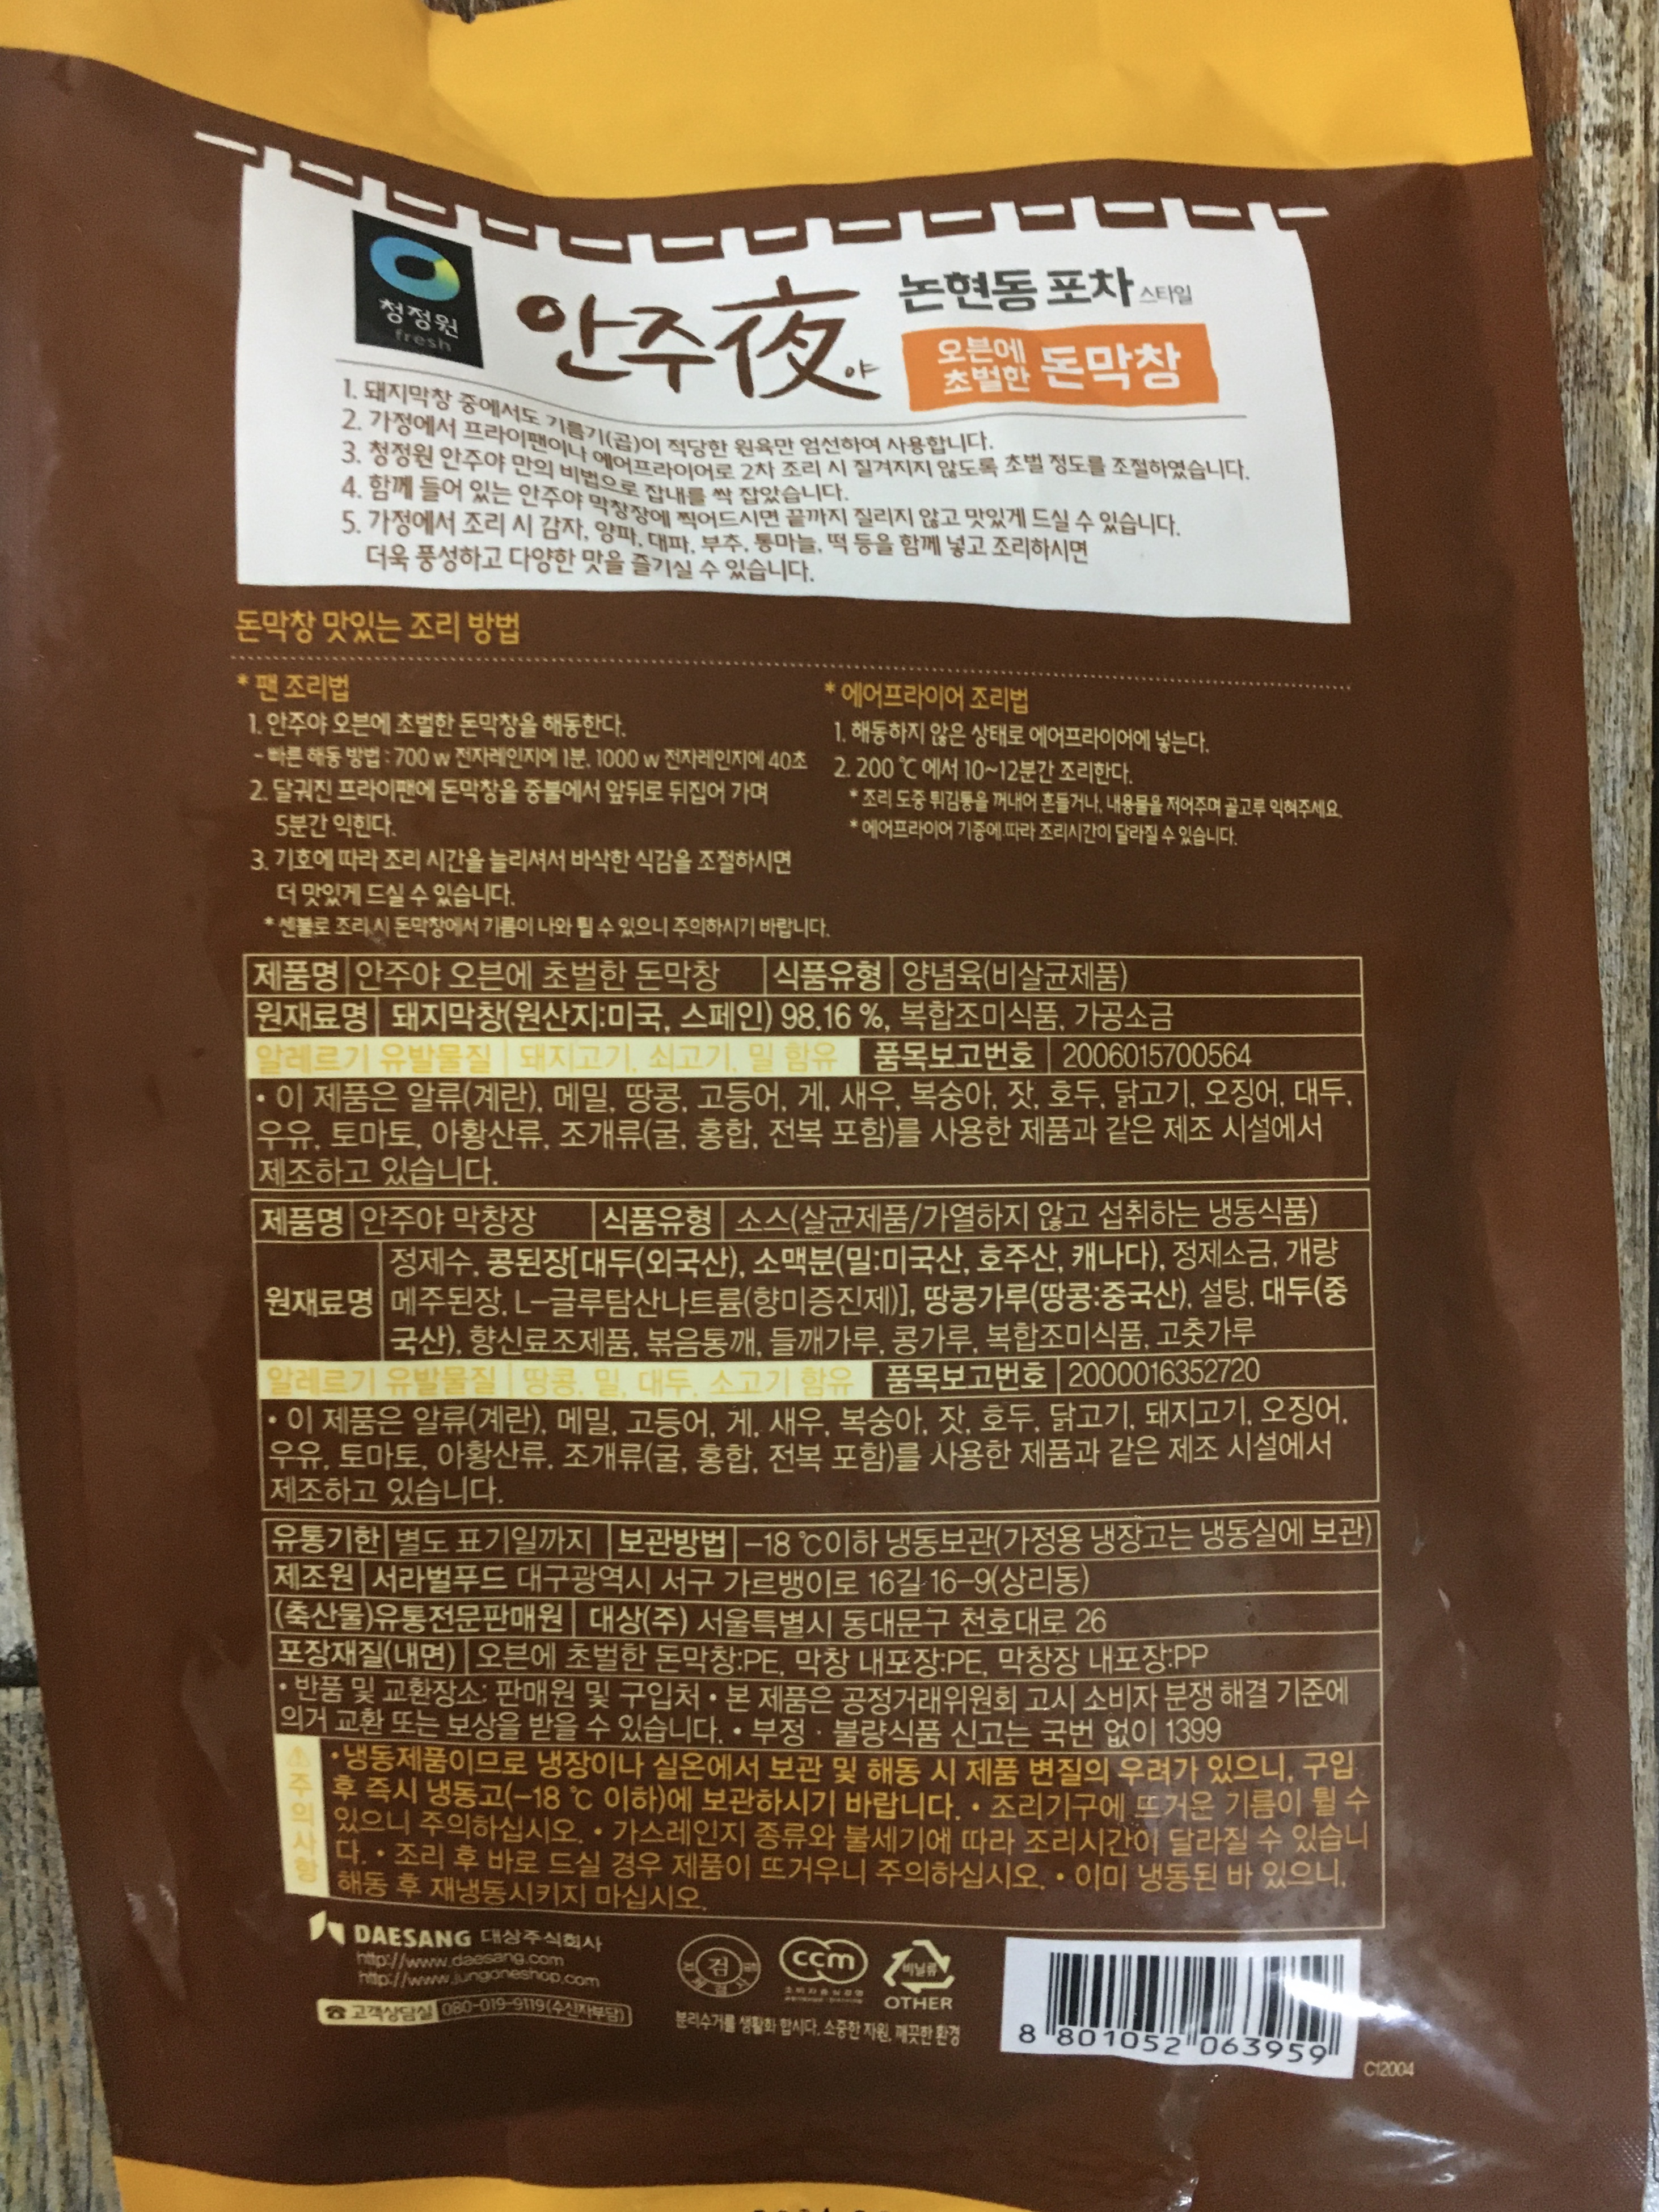 청정원
fresh
안주夜야
논현동 포차 스타일
오븐에
초벌한 돈막창
1. 돼지막창 중에서도 기름기(곱)이 적당한 원육만 엄선하여 사용합니다.
2. 가정에서 프라이팬이나 에어프라이어로 2차 조리 시 질겨지지 않도록 초벌 정도를 조절하였습니다.
3. 청정원 안주야 만의 비법으로 잡내를 싹 잡았습니다.
4. 함께 들어 있는 안주야 막창장에 찍어드시면 끝까지 질리지 않고 맛있게 드실 수 있습니다.
5. 가정에서 조리 시 감자, 양파, 대파, 부추, 통마늘, 떡 등을 함께 넣고 조리하시면
더욱 풍성하고 다양한 맛을 즐기실 수 있습니다.
돈막창 맛있는 조리 방법
* 팬 조리법
1. 안주야 오븐에 초벌한 돈막창을 해동한다.
- 빠른 해동 방법 : 700 w 전자레인지에 1분, 1000 w 전자레인지에 40초
2. 달궈진 프라이팬에 돈막창을 중불에서 앞뒤로 뒤집어 가며
5분간 익힌다.
3. 기호에 따라 조리 시간을 늘리셔서 바삭한 식감을 조절하시면
더 맛있게 드실 수 있습니다.
* 센불로 조리 시 돈막창에서 기름이 나와 튈 수 있으니 주의하시기 바랍니다.
* 에어프라이어 조리법
1. 해동하지 않은 상태로 에어프라이어에 넣는다.
2. 200 ℃ 에서 10~12분간 조리한다.
* 조리 도중 튀김통을 꺼내어 흔들거나, 내용물을 저어주며 골고루 익혀주세요.
* 에어프라이어 기종에 따라 조리시간이 달라질 수 있습니다.
제품명 안주야 오븐에 초벌한 돈막창 식품유형 양념육(비살균제품)
원재료명 돼지막창(원산지:미국, 스페인) 98.16 %, 복합조미식품, 가공소금
알레르기 유발물질 돼지고기, 쇠고기, 밀 함유 품목보고번호 2006015700564
• 이 제품은 알류(계란), 메밀, 땅콩, 고등어, 게, 새우, 복숭아, 잣, 호두, 닭고기, 오징어, 대두,
우유, 토마토, 아황산류, 조개류(굴, 홍합, 전복 포함)를 사용한 제품과 같은 제조 시설에서
제조하고 있습니다.
제품명 안주야 막창장 식품유형 소스(살균제품/가열하지 않고 섭취하는 냉동식품)
원재료명 정제수, 콩된장[대두(외국산), 소맥분(밀:미국산, 호주산, 캐나다), 정제소금, 개량
메주된장, L-글루탐산나트륨(향미증진제)], 땅콩가루(땅콩:중국산), 설탕, 대두(중
국산), 향신료조제품, 볶음통깨, 들깨가루, 콩가루, 복합조미식품, 고춧가루
알레르기 유발물질 땅콩, 밀, 대두, 소고기 함유 품목보고번호 2000016352720
• 이 제품은 알류(계란), 메밀, 고등어, 게, 새우, 복숭아, 잣, 호두, 닭고기, 돼지고기, 오징어,
우유, 토마토, 아황산류, 조개류(굴, 홍합, 전복 포함)를 사용한 제품과 같은 제조 시설에서
제조하고 있습니다.
유통기한 별도 표기일까지 보관방법 -18 ℃이하 냉동보관(가정용 냉장고는 냉동실에 보관)
제조원 서라벌푸드 대구광역시 서구 가르뱅이로 16길 16-9(상리동)
(축산물)유통전문판매원 대상(주) 서울특별시 동대문구 천호대로 26
포장재질(내면) 오븐에 초벌한 돈막창:PE, 막창 내포장:PE, 막창장 내포장:PP
• 반품 및 교환장소: 판매원 및 구입처 • 본 제품은 공정거래위원회 고시 소비자 분쟁 해결 기준에
의거 교환 또는 보상을 받을 수 있습니다. • 부정 · 불량식품 신고는 국번 없이 1399
주의사항
• 냉동제품이므로 냉장이나 실온에서 보관 및 해동 시 제품 변질의 우려가 있으니, 구입
후 즉시 냉동고(-18 ℃ 이하)에 보관하시기 바랍니다. • 조리기구에 뜨거운 기름이 튈 수
있으니 주의하십시오. • 가스레인지 종류와 불세기에 따라 조리시간이 달라질 수 있습니
다. • 조리 후 바로 드실 경우 제품이 뜨거우니 주의하십시오. • 이미 냉동된 바 있으니,
해동 후 재냉동시키지 마십시오.
DAESANG 대상주식회사
http://www.daesang.com
http://www.jungoneshop.com
☎ 고객상담실 080-019-9119(수신자부담)
검
ccm
소비자중심경영
비닐류
OTHER
분리수거를 생활화 합시다. 소중한 자원, 깨끗한 환경
8 801052 063959
C12004